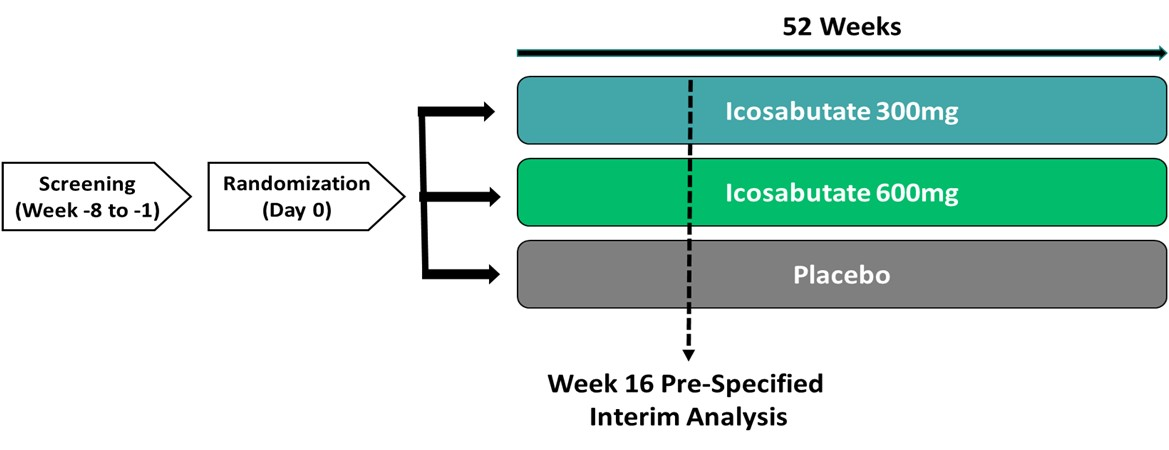 52 Weeks
Icosabutate 300mg
Screening
(Week -8 to -1)
Randomization
(Day 0)
Icosabutate 600mg
Placebo
Week 16 Pre-Specified
Interim Analysis